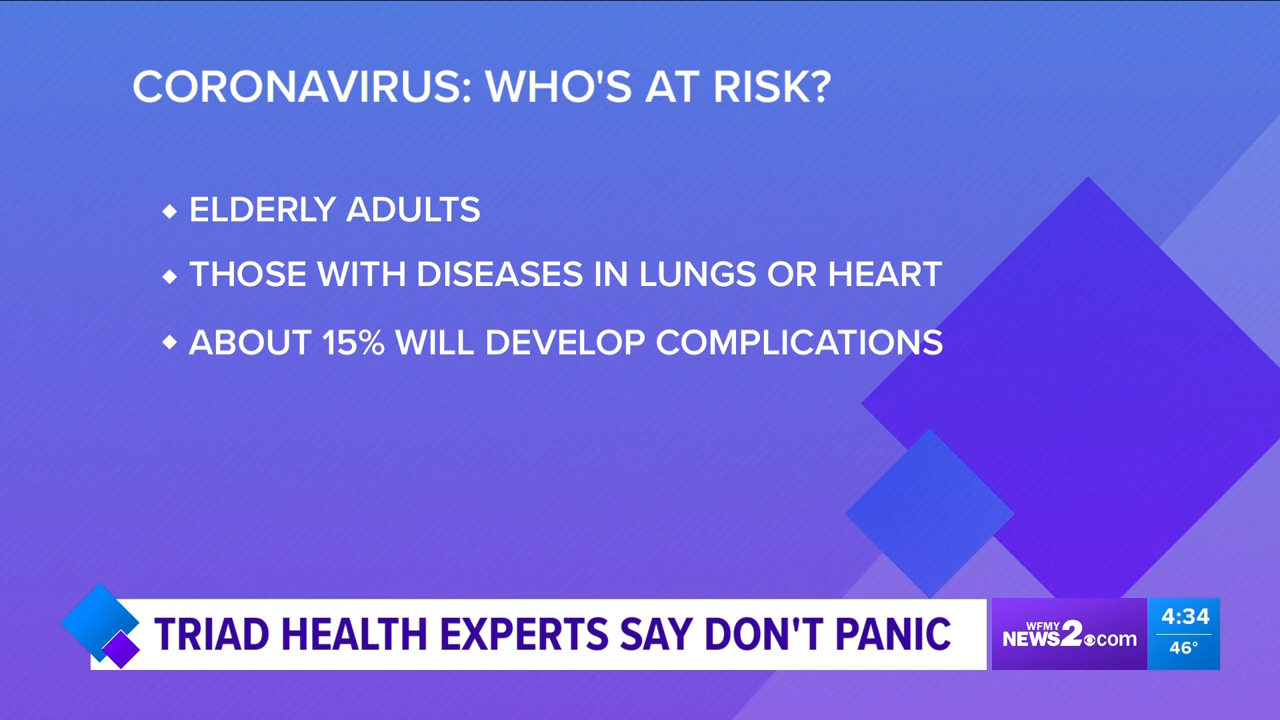 CORONAVIRUS: WHO'S AT RISK?
ELDERLY ADULTS
THOSE WITH DISEASES IN LUNGS OR HEART
ABOUT 15% WILL DEVELOP COMPLICATIONS
TRIAD HEALTH EXPERTS SAY DON'T PANIC
WFMY
NEWS2.com
4:34
46°